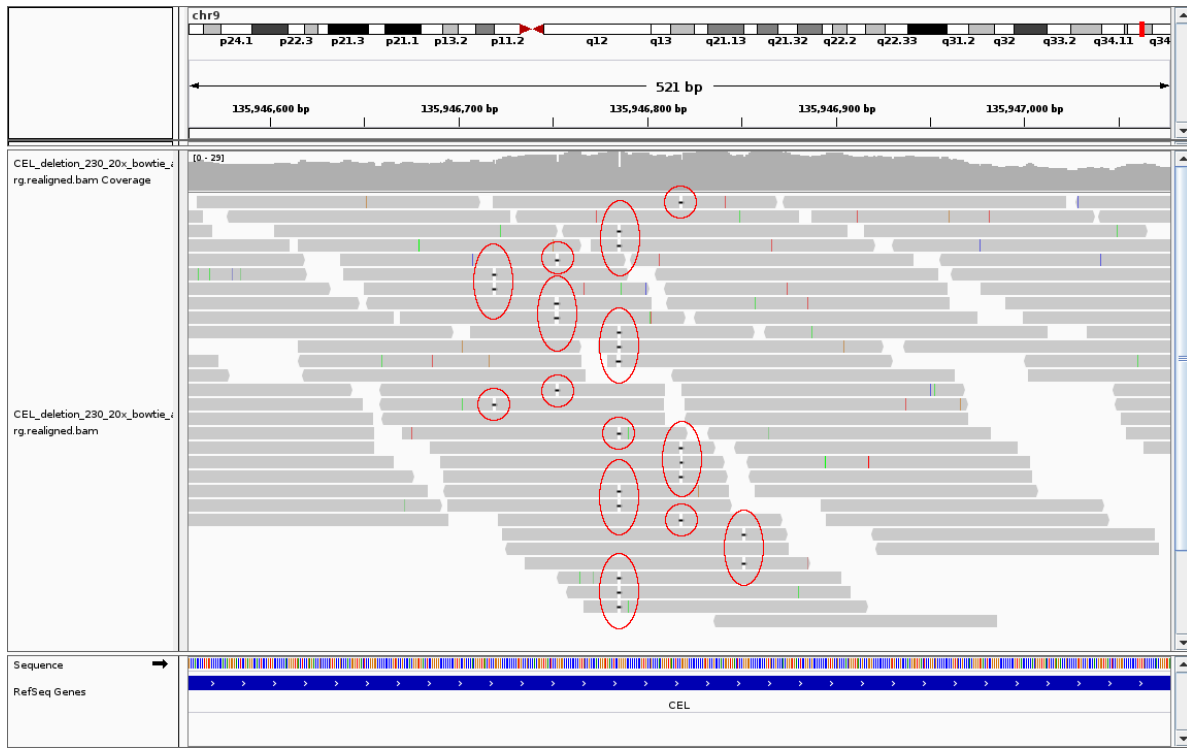 chr9
p24.1 p22.3 p21.3 p21.1 p13.2 p11.2 q12 q13 q21.13 q21.32 q22.2 q22.33 q31.2 q32 q33.2 q34.11 q34
521 bp
135,946,600 bp 135,946,700 bp 135,946,800 bp 135,946,900 bp 135,947,000 bp
CEL_deletion_230_20x_bowtie_a
rg.realigned.bam Coverage
[0 - 29]
CEL_deletion_230_20x_bowtie_a
rg.realigned.bam
Sequence
RefSeq Genes
CEL